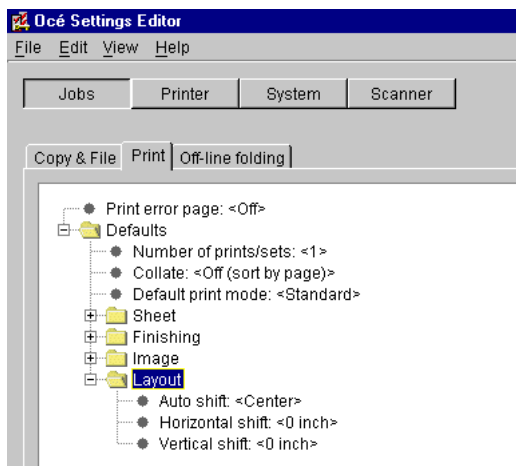 Océ Settings Editor
File Edit View Help
Jobs Printer System Scanner
Copy & File Print Off-line folding
Print error page: <Off>
Defaults
Number of prints/sets: <1>
Collate: <Off (sort by page)>
Default print mode: <Standard>
Sheet
Finishing
Image
Layout
Auto shift: <Center>
Horizontal shift: <0 inch>
Vertical shift: <0 inch>